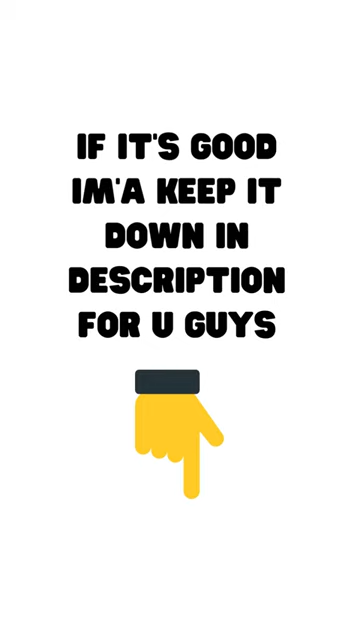 IF IT'S GOOD
IM'A KEEP IT
DOWN IN
DESCRIPTION
FOR U GUYS